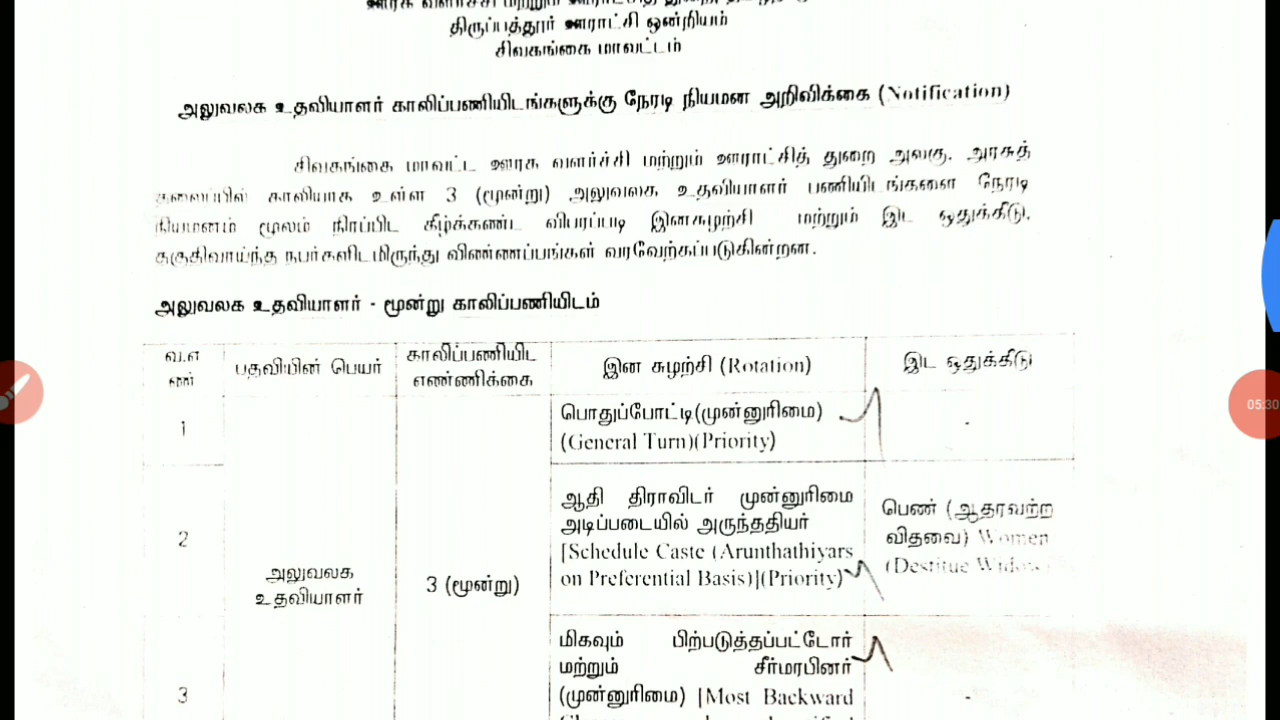 திருப்பத்தூர் ஊராட்சி ஒன்றியம்
சிவகங்கை மாவட்டம்
அலுவலக உதவியாளர் காலிப்பணியிடங்களுக்கு நேரடி நியமன அறிவிக்கை (Notification)
சிவகங்கை மாவட்ட ஊரக வளர்ச்சி மற்றும் ஊராட்சித் துறை அலகு, அரசுத்
தலைப்பில் காலியாக உள்ள 3 (மூன்று) அலுவலக உதவியாளர் பணியிடங்களை நேரடி
நியமனம் மூலம் நிரப்பிட கீழ்க்கண்ட விபரப்படி இனசுழற்சி மற்றும் இட ஒதுக்கீடு,
தகுதிவாய்ந்த நபர்களிடமிருந்து விண்ணப்பங்கள் வரவேற்கப்படுகின்றன.
அலுவலக உதவியாளர் - மூன்று காலிப்பணியிடம்
வ.எ
ண்
பதவியின் பெயர்
காலிப்பணியிட
எண்ணிக்கை
இன சுழற்சி (Rotation)
இட ஒதுக்கீடு
1
பொதுப்போட்டி(முன்னுரிமை)
(General Turn)(Priority)
-
2
அலுவலக
உதவியாளர்
3 (மூன்று)
ஆதி திராவிடர் முன்னுரிமை
அடிப்படையில் அருந்ததியர்
[Schedule Caste (Arunthathiyars
on Preferential Basis)](Priority)
பெண் (ஆதரவற்ற
விதவை) Women
(Destitue Widow
3
மிகவும் பிற்படுத்தப்பட்டோர்
மற்றும் சீர்மரபினர்
(முன்னுரிமை) [Most Backward
-
05:30